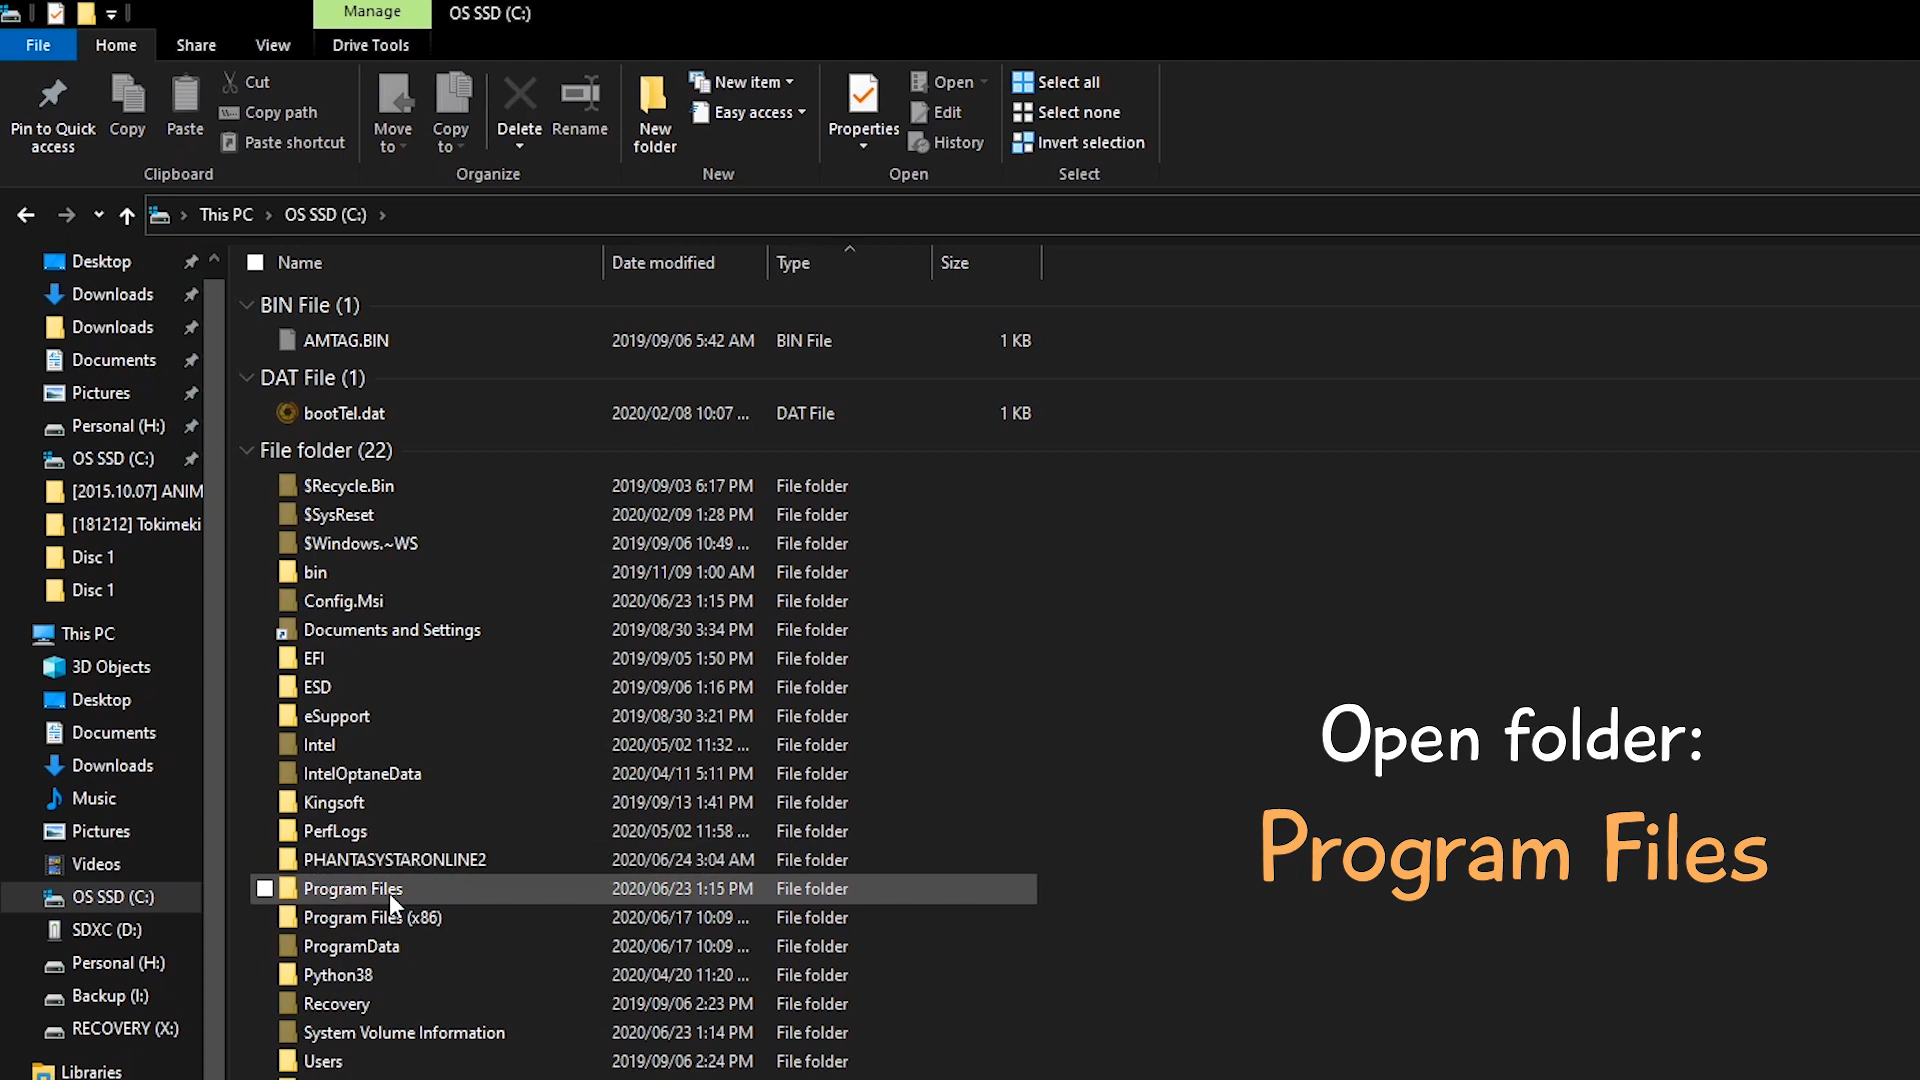 Manage
OS SSD (C:)
File
Home
Share
View
Drive Tools
Pin to Quick access
Copy
Paste
Cut
Copy path
Paste shortcut
Move to
Copy to
Delete
Rename
New folder
New item
Easy access
Properties
Open
Edit
History
Select all
Select none
Invert selection
Clipboard
Organize
New
Open
Select
This PC > OS SSD (C:) >
Desktop
Downloads
Downloads
Documents
Pictures
Personal (H:)
OS SSD (C:)
[2015.10.07] ANIM
[181212] Tokimeki
Disc 1
Disc 1
This PC
3D Objects
Desktop
Documents
Downloads
Music
Pictures
Videos
OS SSD (C:)
SDXC (D:)
Personal (H:)
Backup (I:)
RECOVERY (X:)
Libraries
Name Date modified Type Size
BIN File (1)
AMTAG.BIN 2019/09/06 5:42 AM BIN File 1 KB
DAT File (1)
bootTel.dat 2020/02/08 10:07 ... DAT File 1 KB
File folder (22)
$Recycle.Bin 2019/09/03 6:17 PM File folder
$SysReset 2020/02/09 1:28 PM File folder
$Windows.~WS 2019/09/06 10:49 ... File folder
bin 2019/11/09 1:00 AM File folder
Config.Msi 2020/06/23 1:15 PM File folder
Documents and Settings 2019/08/30 3:34 PM File folder
EFI 2019/09/05 1:50 PM File folder
ESD 2019/09/06 1:16 PM File folder
eSupport 2019/08/30 3:21 PM File folder
Intel 2020/05/02 11:32 ... File folder
IntelOptaneData 2020/04/11 5:11 PM File folder
Kingsoft 2019/09/13 1:41 PM File folder
PerfLogs 2020/05/02 11:58 ... File folder
PHANTASYSTARONLINE2 2020/06/24 3:04 AM File folder
Program Files 2020/06/23 1:15 PM File folder
Program Files (x86) 2020/06/17 10:09 ... File folder
ProgramData 2020/06/17 10:09 ... File folder
Python38 2020/04/20 11:20 ... File folder
Recovery 2019/09/06 2:23 PM File folder
System Volume Information 2020/06/23 1:14 PM File folder
Users 2019/09/06 2:24 PM File folder
Open folder:
Program Files